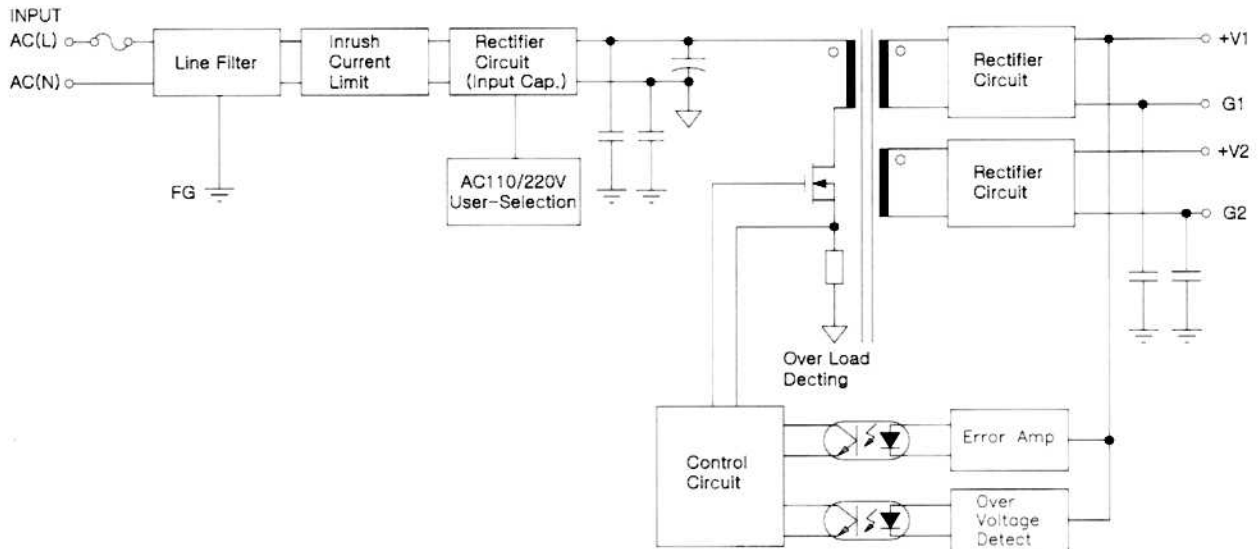 INPUT
AC(L)
AC(N)
Line Filter
Inrush
Current
Limit
Rectifier
Circuit
(Input Cap.)
FG
AC110/220V
User-Selection
Rectifier
Circuit
+V1
G1
Rectifier
Circuit
+V2
G2
Over Load
Decting
Control
Circuit
Error Amp
Over
Voltage
Detect